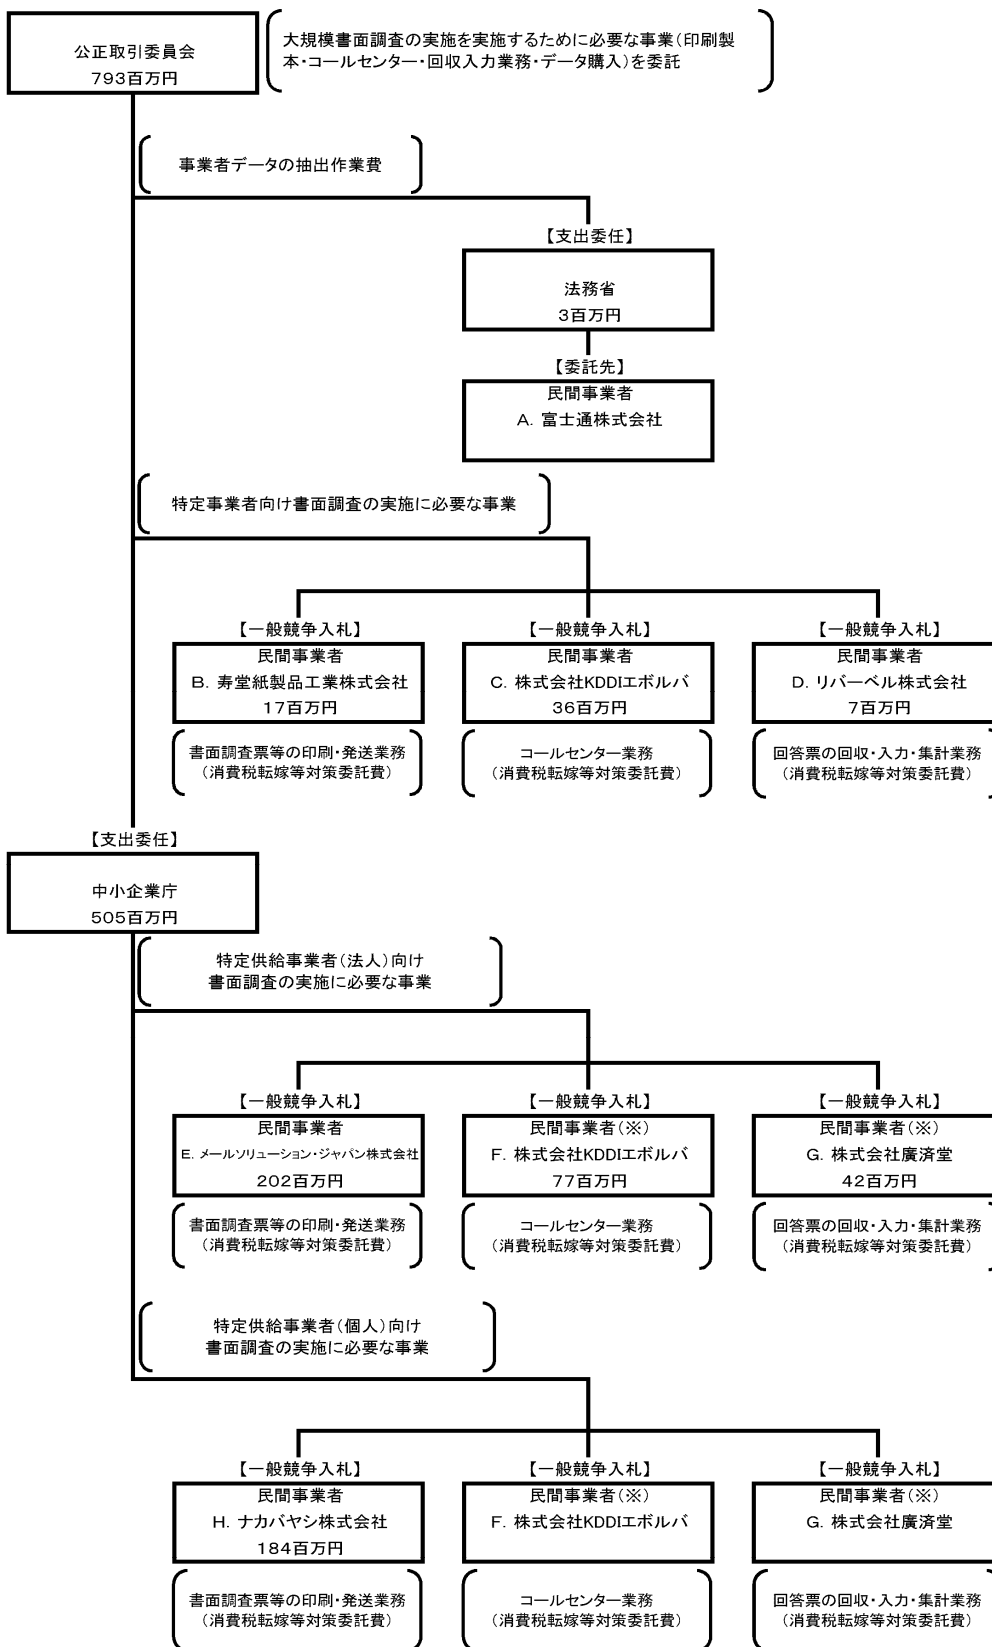 公正取引委員会
793百万円
大規模書面調査の実施を実施するために必要な事業(印刷製
本・コールセンター・回収入力業務・データ購入)を委託
事業者データの抽出作業費
【支出委任】
法務省
3百万円
【委託先】
民間事業者
A. 富士通株式会社
特定事業者向け書面調査の実施に必要な事業
【一般競争入札】
民間事業者
B. 寿堂紙製品工業株式会社
17百万円
書面調査票等の印刷・発送業務
(消費税転嫁等対策委託費)
【一般競争入札】
民間事業者
C. 株式会社KDDIエボルバ
36百万円
コールセンター業務
(消費税転嫁等対策委託費)
【一般競争入札】
民間事業者
D. リバーベル株式会社
7百万円
回答票の回収・入力・集計業務
(消費税転嫁等対策委託費)
【支出委任】
中小企業庁
505百万円
特定供給事業者(法人)向け
書面調査の実施に必要な事業
【一般競争入札】
民間事業者
E. メールソリューション・ジャパン株式会社
202百万円
書面調査票等の印刷・発送業務
(消費税転嫁等対策委託費)
【一般競争入札】
民間事業者(※)
F. 株式会社KDDIエボルバ
77百万円
コールセンター業務
(消費税転嫁等対策委託費)
【一般競争入札】
民間事業者(※)
G. 株式会社廣済堂
42百万円
回答票の回収・入力・集計業務
(消費税転嫁等対策委託費)
特定供給事業者(個人)向け
書面調査の実施に必要な事業
【一般競争入札】
民間事業者
H. ナカバヤシ株式会社
184百万円
書面調査票等の印刷・発送業務
(消費税転嫁等対策委託費)
【一般競争入札】
民間事業者(※)
F. 株式会社KDDIエボルバ
コールセンター業務
(消費税転嫁等対策委託費)
【一般競争入札】
民間事業者(※)
G. 株式会社廣済堂
回答票の回収・入力・集計業務
(消費税転嫁等対策委託費)